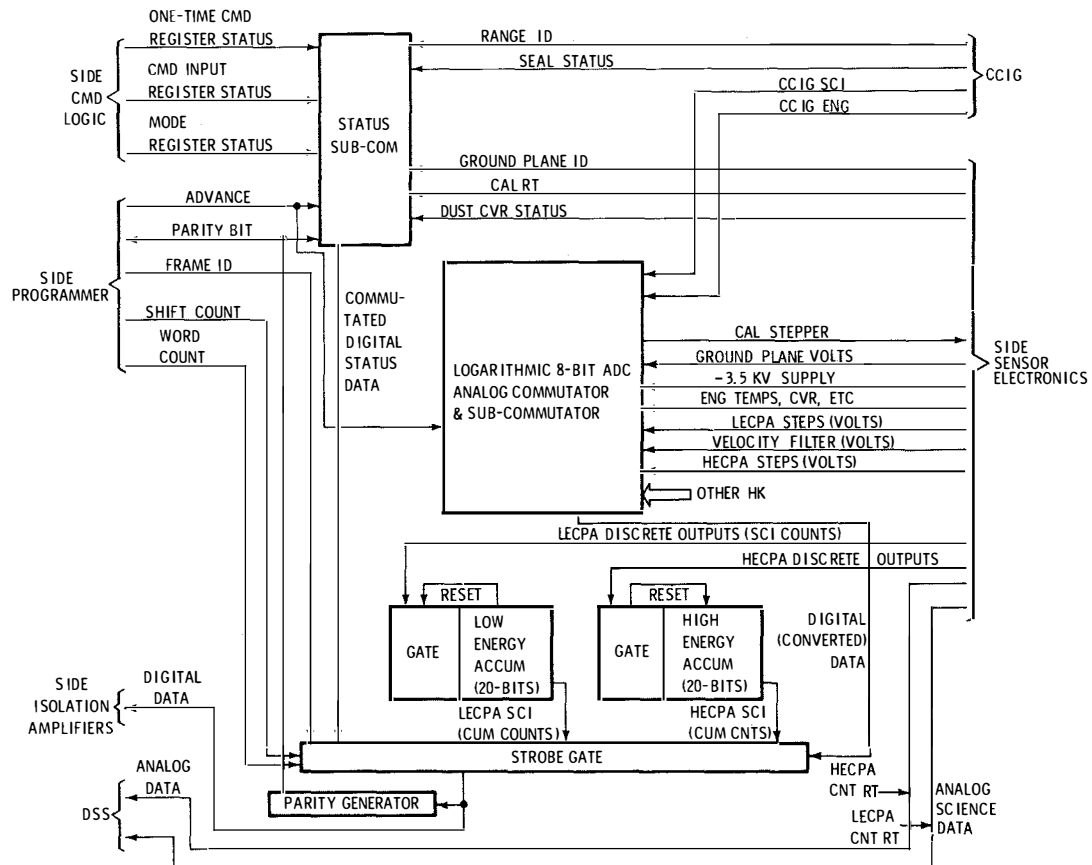 ONE-TIME CMD
REGISTER STATUS
CMD INPUT
REGISTER STATUS
MODE
REGISTER STATUS
SIDE
CMD
LOGIC
STATUS
SUB-COM
RANGE ID
SEAL STATUS
CCIG SCI
CCIG ENG
CCIG
GROUND PLANE ID
CAL RT
DUST CVR STATUS
ADVANCE
PARITY BIT
FRAME ID
SHIFT COUNT
WORD
COUNT
SIDE
PROGRAMMER
COMMU-
TATED
DIGITAL
STATUS
DATA
LOGARITHMIC 8-BIT ADC
ANALOG COMMUTATOR
& SUB-COMMUTATOR
CAL STEPPER
GROUND PLANE VOLTS
-3.5 KV SUPPLY
ENG TEMPS, CVR, ETC
LECPA STEPS (VOLTS)
VELOCITY FILTER (VOLTS)
HECPA STEPS (VOLTS)
OTHER HK
SIDE
SENSOR
ELECTRONICS
LECPA DISCRETE OUTPUTS (SCI COUNTS)
HECPA DISCRETE OUTPUTS
RESET
GATE
LOW
ENERGY
ACCUM
(20-BITS)
RESET
GATE
HIGH
ENERGY
ACCUM
(20-BITS)
DIGITAL
(CONVERTED)
DATA
LECPA SCI
(CUM COUNTS)
HECPA SCI
(CUM CNTS)
SIDE
ISOLATION
AMPLIFIERS
DIGITAL
DATA
STROBE GATE
PARITY GENERATOR
ANALOG
DATA
DSS
HECPA
CNT RT
LECPA
CNT RT
ANALOG
SCIENCE
DATA